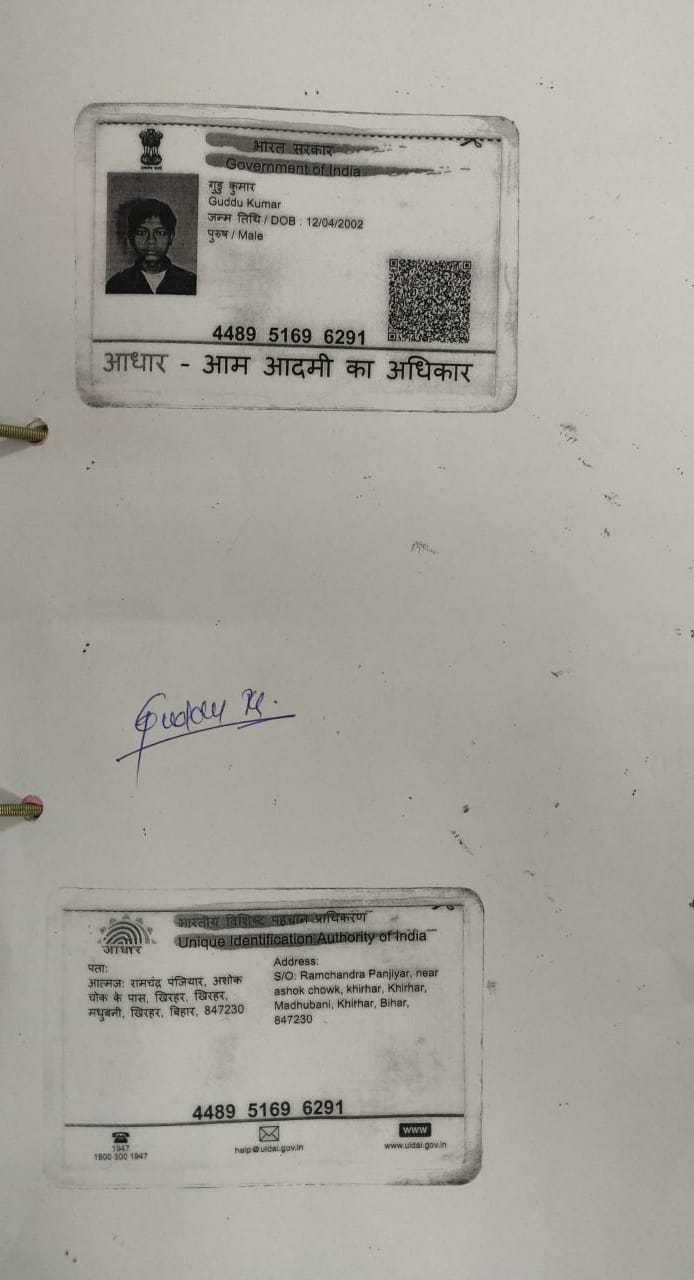 भारत सरकार
Government of India
गुड्डु कुमार
Guddu Kumar
जन्म तिथि / DOB : 12/04/2002
पुरुष / Male
4489 5169 6291
आधार - आम आदमी का अधिकार
Guddu
भारतीय विशिष्ट पहचान प्राधिकरण
Unique Identification Authority of India
आधार
पता:
आत्मज: रामचंद्र पंजियार, अशोक
चोक के पास, खिरहर, खिरहर,
मधुबनी, खिरहर, बिहार, 847230
Address:
S/O: Ramchandra Panjiyar, near
ashok chowk, khirhar, Khirhar,
Madhubani, Khirhar, Bihar,
847230
4489 5169 6291
1947
1800 300 1947
help@uidai.gov.in
www
www.uidai.gov.in